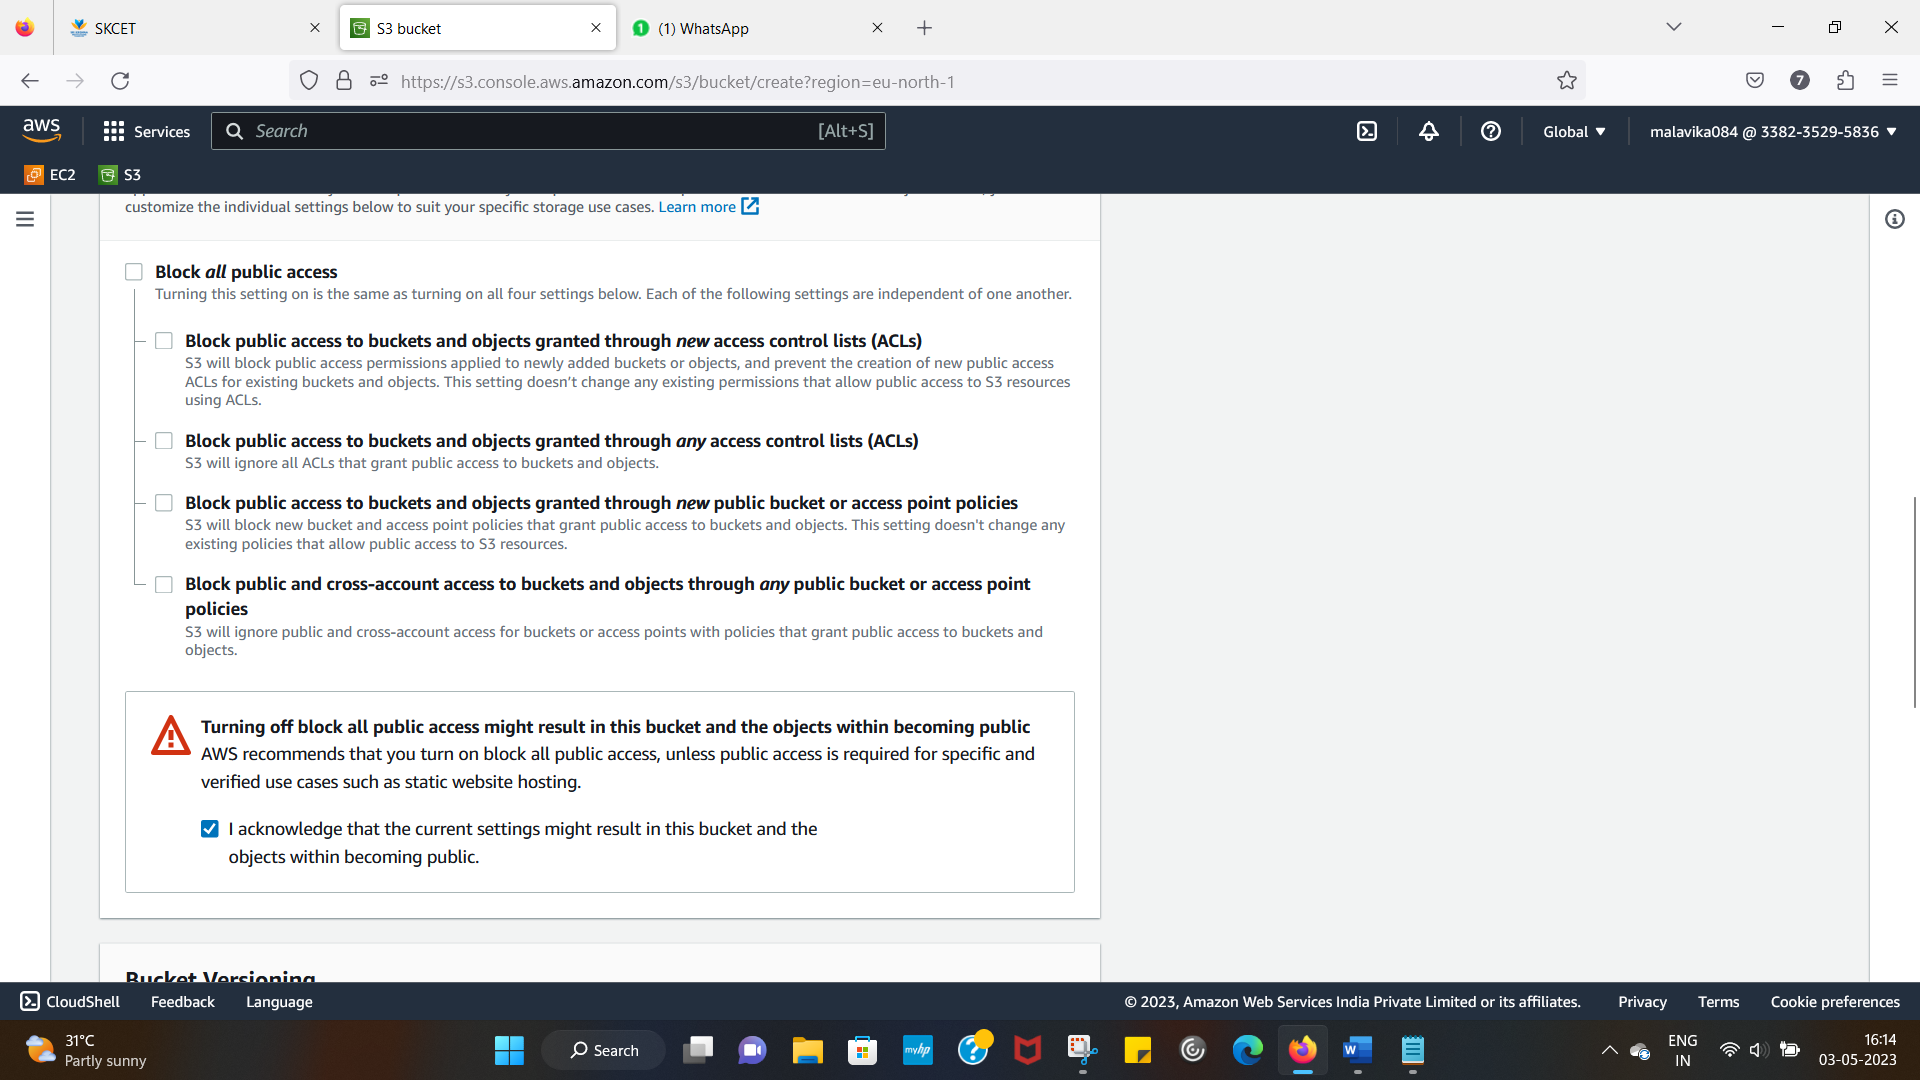 SKCET
S3 bucket
(1) WhatsApp
https://s3.console.aws.amazon.com/s3/bucket/create?region=eu-north-1
7
aws
Services
Search
[Alt+S]
Global
malavika084 @ 3382-3529-5836
EC2
S3
customize the individual settings below to suit your specific storage use cases. Learn more
Block all public access
Turning this setting on is the same as turning on all four settings below. Each of the following settings are independent of one another.
Block public access to buckets and objects granted through new access control lists (ACLs)
S3 will block public access permissions applied to newly added buckets or objects, and prevent the creation of new public access
ACLs for existing buckets and objects. This setting doesn't change any existing permissions that allow public access to S3 resources
using ACLs.
Block public access to buckets and objects granted through any access control lists (ACLs)
S3 will ignore all ACLs that grant public access to buckets and objects.
Block public access to buckets and objects granted through new public bucket or access point policies
S3 will block new bucket and access point policies that grant public access to buckets and objects. This setting doesn't change any
existing policies that allow public access to S3 resources.
Block public and cross-account access to buckets and objects through any public bucket or access point
policies
S3 will ignore public and cross-account access for buckets or access points with policies that grant public access to buckets and
objects.
Turning off block all public access might result in this bucket and the objects within becoming public
AWS recommends that you turn on block all public access, unless public access is required for specific and
verified use cases such as static website hosting.
I acknowledge that the current settings might result in this bucket and the
objects within becoming public.
Bucket Versioning
CloudShell
Feedback
Language
© 2023, Amazon Web Services India Private Limited or its affiliates.
Privacy
Terms
Cookie preferences
31°C
Partly sunny
Search
myhp
ENG
IN
16:14
03-05-2023